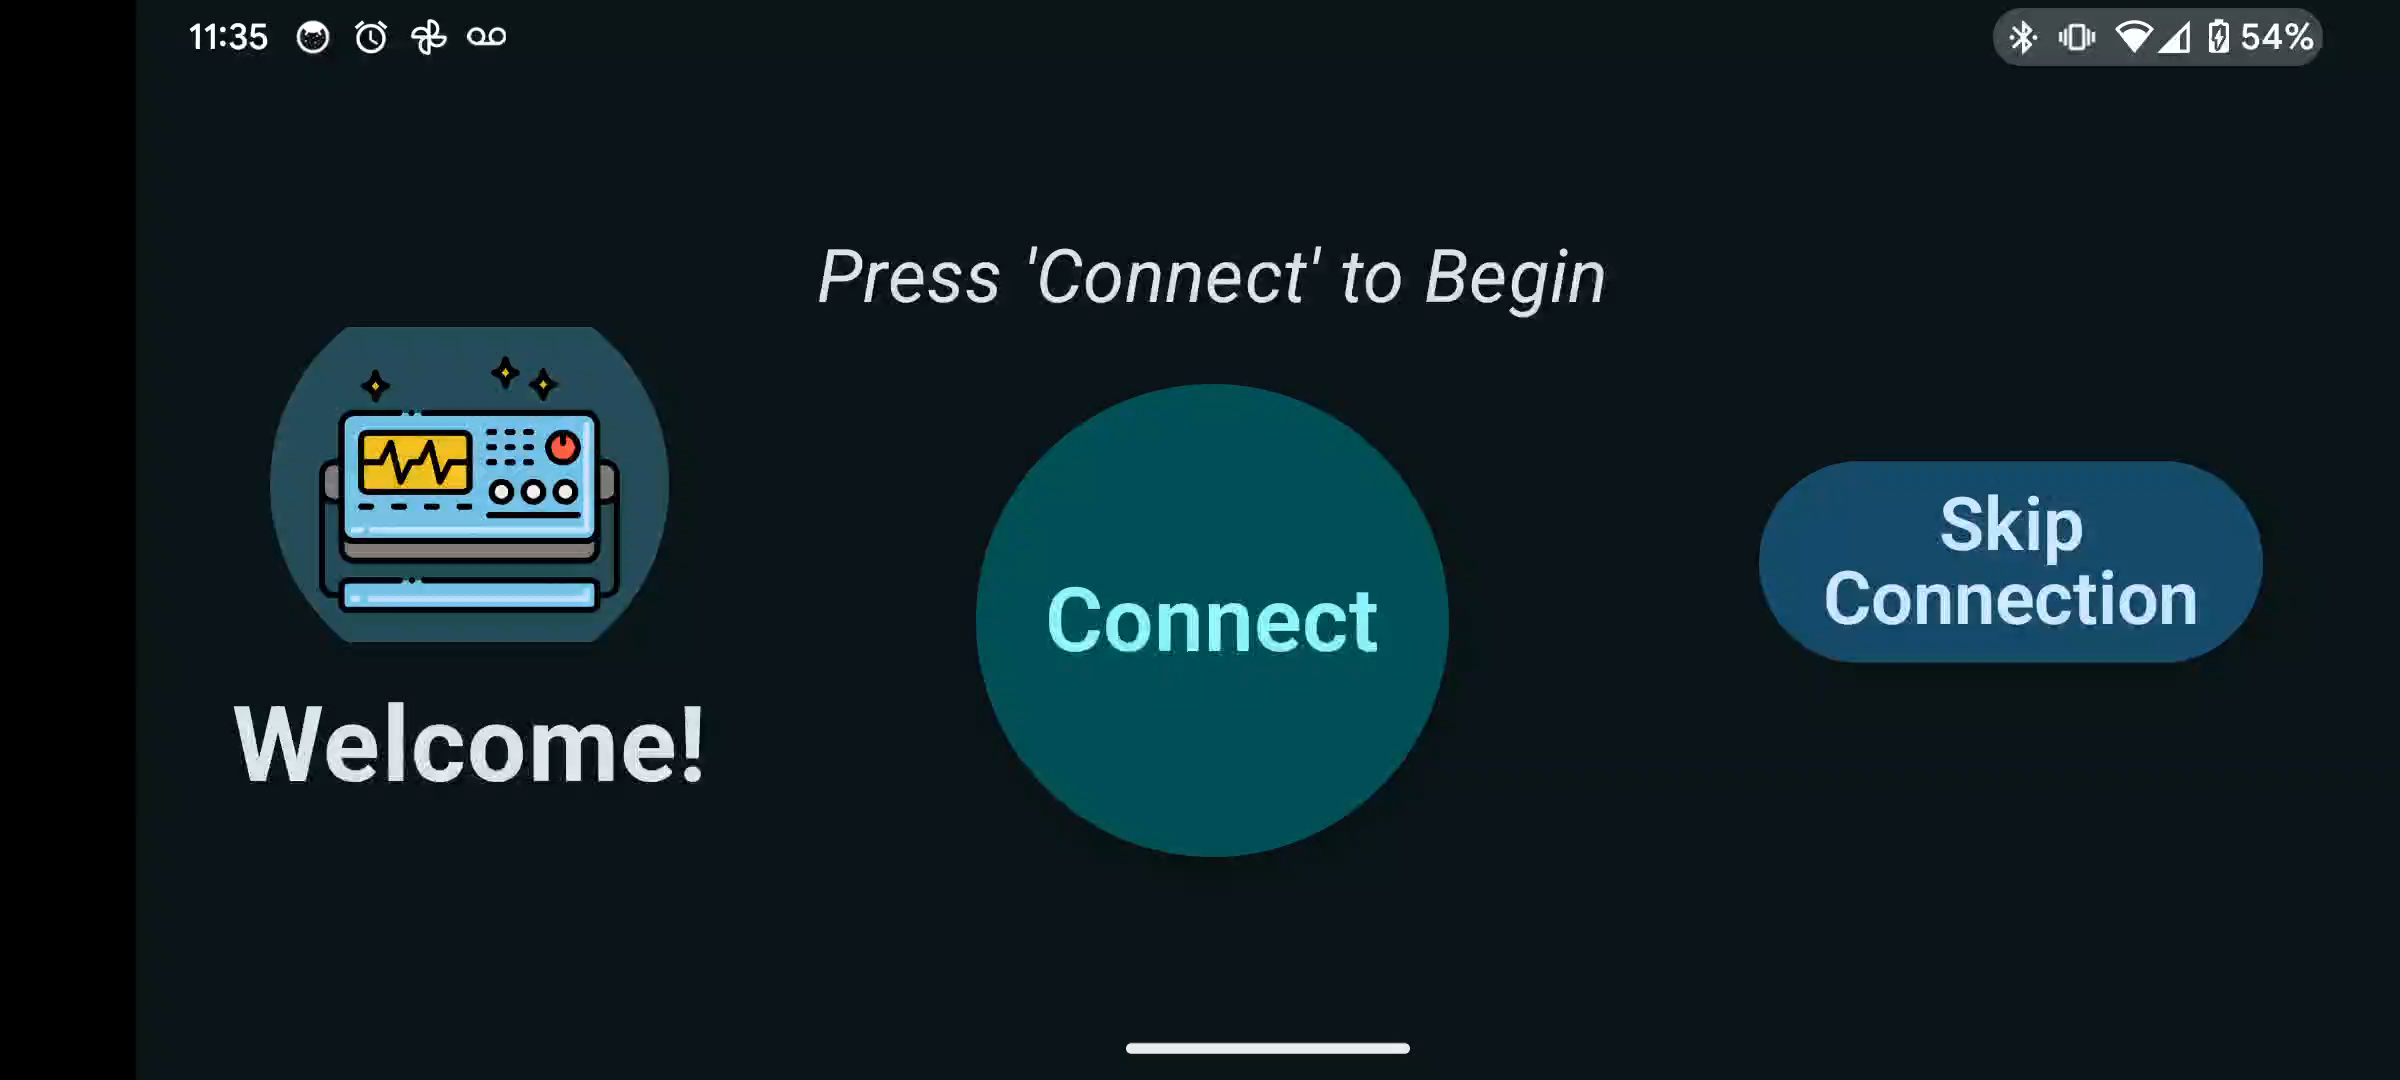 11:35
54%
Press 'Connect' to Begin
Welcome!
Connect
Skip
Connection